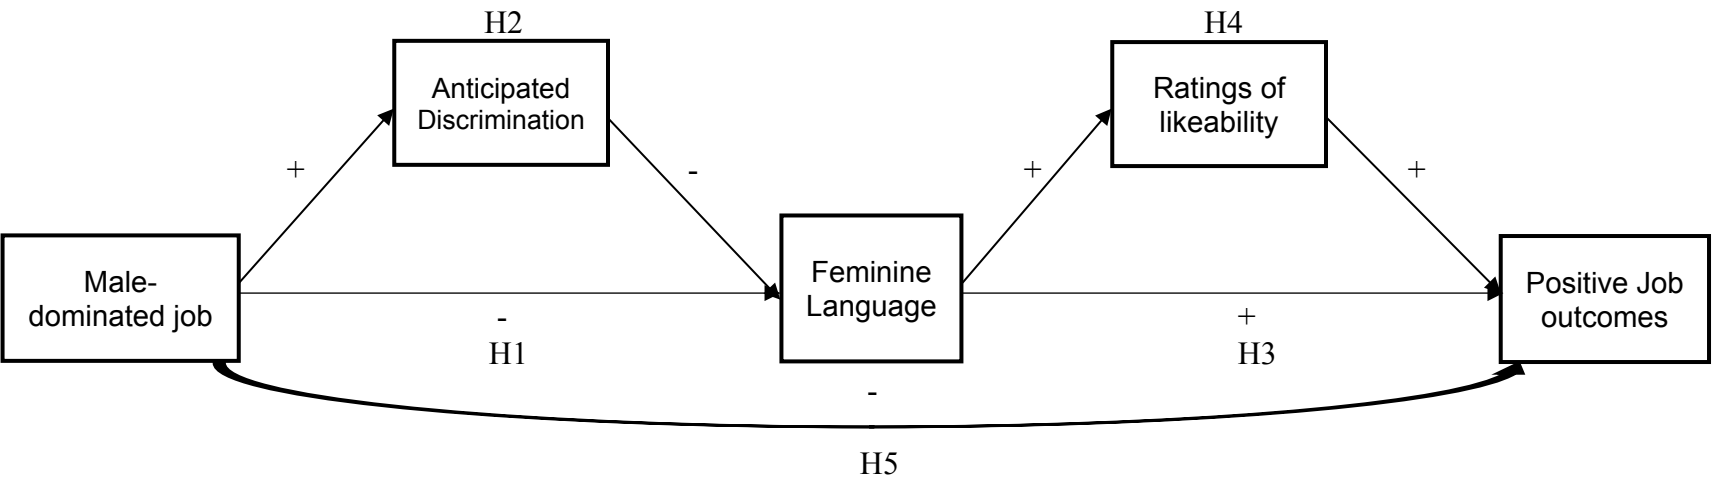 H2
H4
Anticipated
Discrimination
Ratings of
likeability
+
-
+
+
Male-
dominated job
Feminine
Language
Positive Job
outcomes
-
H1
+
H3
-
H5